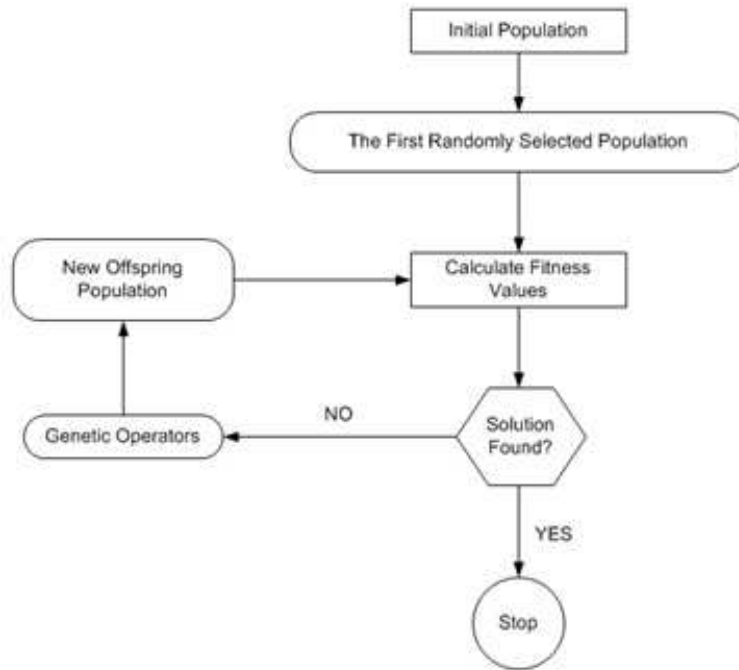 Initial Population
The First Randomly Selected Population
New Offspring
Population
Calculate Fitness
Values
NO
Genetic Operators
Solution
Found?
YES
Stop